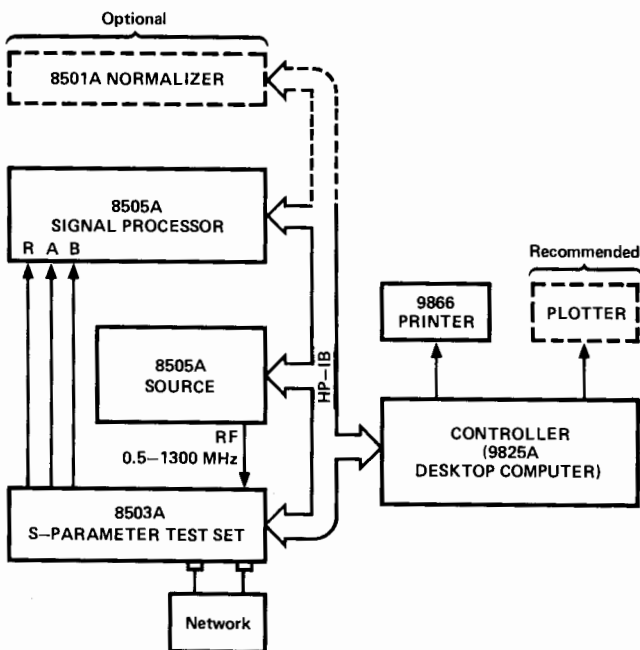 Optional
8501A NORMALIZER
8505A
SIGNAL PROCESSOR
R A B
8505A
SOURCE
RF
0.5–1300 MHz
HP–IB
8503A
S–PARAMETER TEST SET
Network
Recommended
9866
PRINTER
PLOTTER
CONTROLLER
(9825A
DESKTOP COMPUTER)